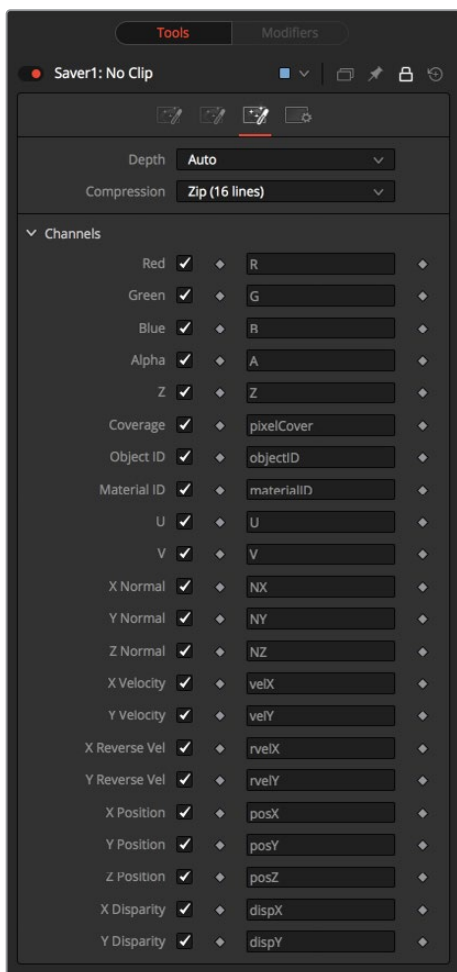 Tools Modifiers
Saver1: No Clip
Depth Auto
Compression Zip (16 lines)
Channels
Red R
Green G
Blue B
Alpha A
Z Z
Coverage pixelCover
Object ID objectID
Material ID materialID
U U
V V
X Normal NX
Y Normal NY
Z Normal NZ
X Velocity velX
Y Velocity velY
X Reverse Vel rvelX
Y Reverse Vel rvelY
X Position posX
Y Position posY
Z Position posZ
X Disparity dispX
Y Disparity dispY